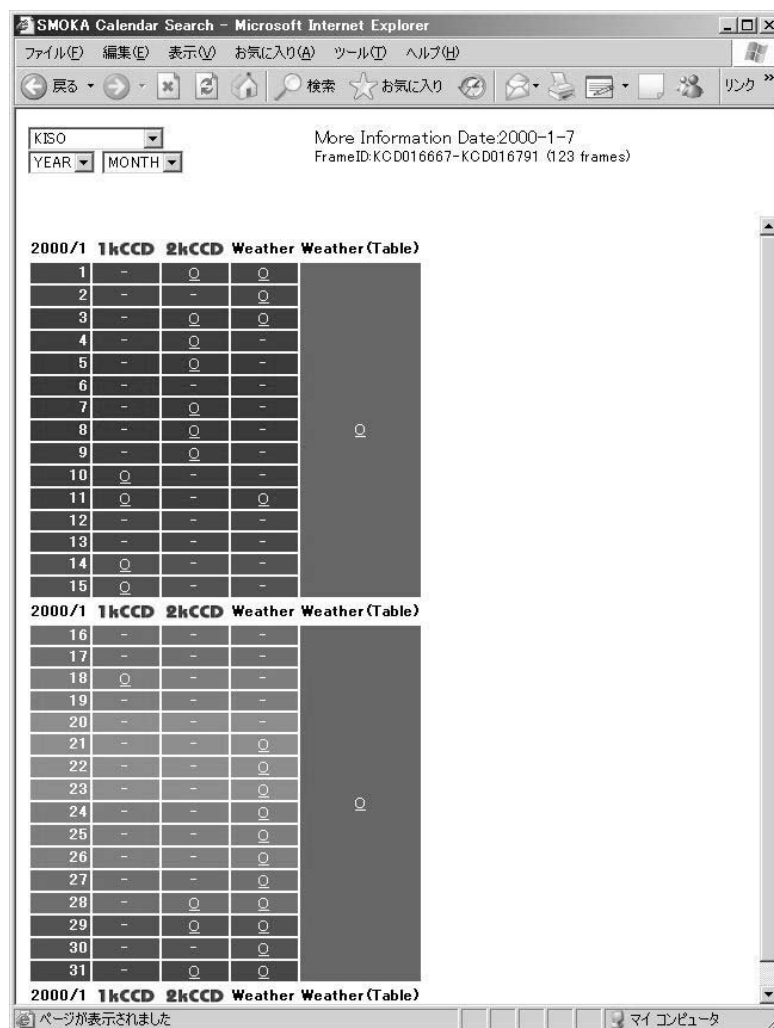 SMOKA Calendar Search - Microsoft Internet Explorer
ファイル(F) 編集(E) 表示(V) お気に入り(A) ツール(T) ヘルプ(H)
戻る 検索 お気に入り リンク »
KISO More Information Date:2000-1-7
YEAR MONTH FrameID:KCD016667-KCD016791 (123 frames)
2000/1 1kCCD 2kCCD Weather Weather(Table)
1 - O O
2 - - O
3 - O O
4 - O -
5 - O -
6 - - -
7 - O -
8 - O - O
9 - O -
10 O - -
11 O - O
12 - - -
13 - - -
14 O - -
15 O - -
2000/1 1kCCD 2kCCD Weather Weather(Table)
16 - - -
17 - - -
18 O - -
19 - - -
20 - - -
21 - - O
22 - - O
23 - - O
24 - - O O
25 - - O
26 - - O
27 - - O
28 - O O
29 - O O
30 - - O
31 - O O
2000/1 1kCCD 2kCCD Weather Weather(Table)
ページが表示されました マイ コンピュータ